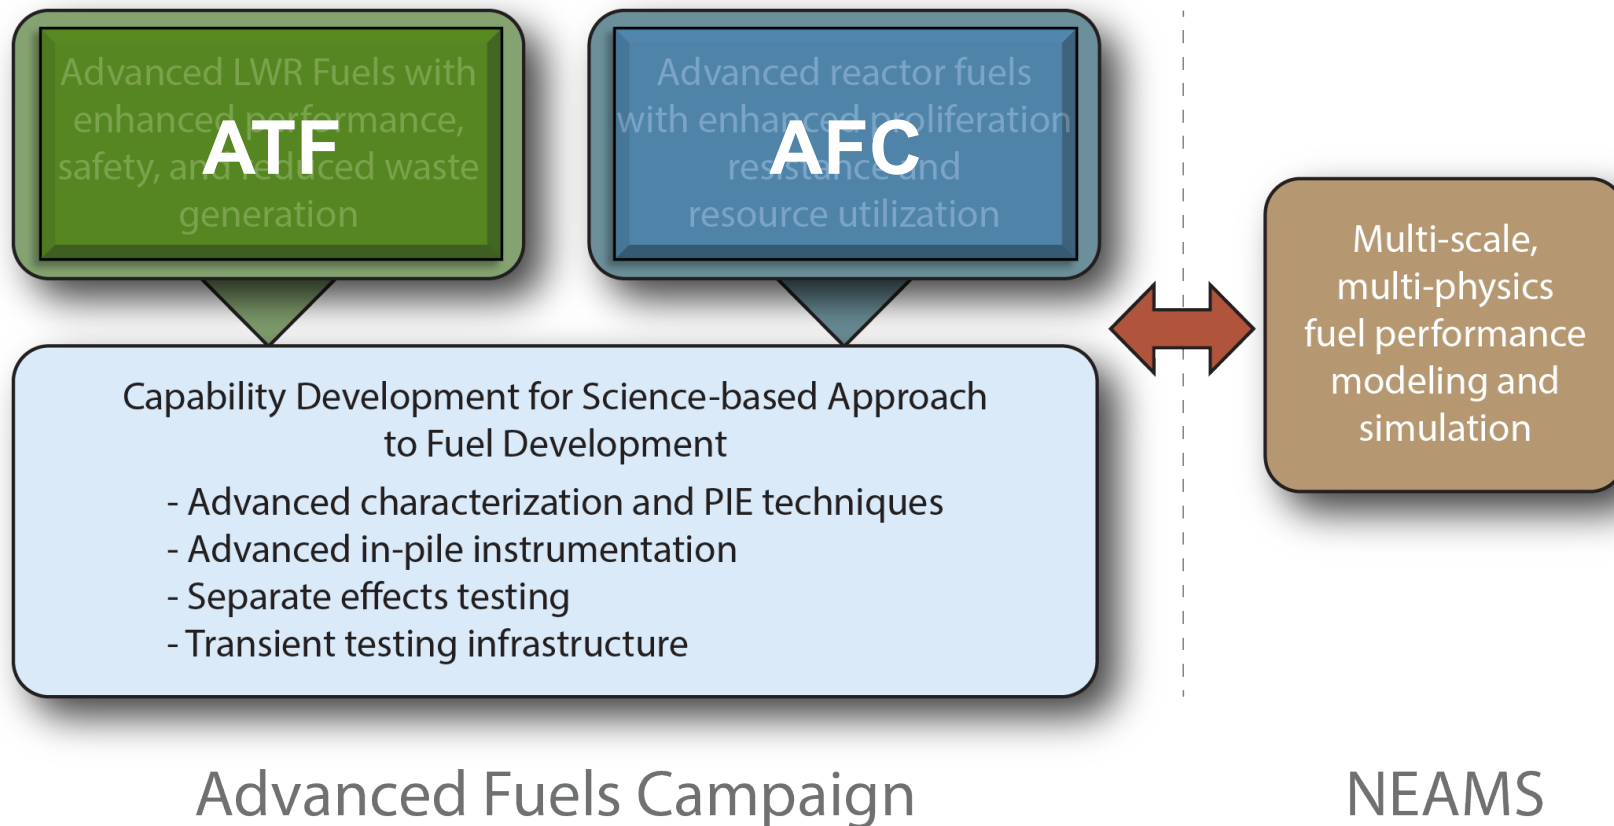 Advanced LWR Fuels with
enhanced performance,
safety, and reduced waste
generation
ATF
Advanced reactor fuels
with enhanced proliferation
resistance and
resource utilization
AFC
Capability Development for Science-based Approach
to Fuel Development
- Advanced characterization and PIE techniques
- Advanced in-pile instrumentation
- Separate effects testing
- Transient testing infrastructure
Multi-scale,
multi-physics
fuel performance
modeling and
simulation
Advanced Fuels Campaign
NEAMS